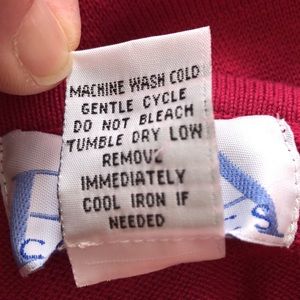 MACHINE WASH COLD
GENTLE CYCLE
DO NOT BLEACH
TUMBLE DRY LOW
REMOVE
IMMEDIATELY
COOL IRON IF
NEEDED